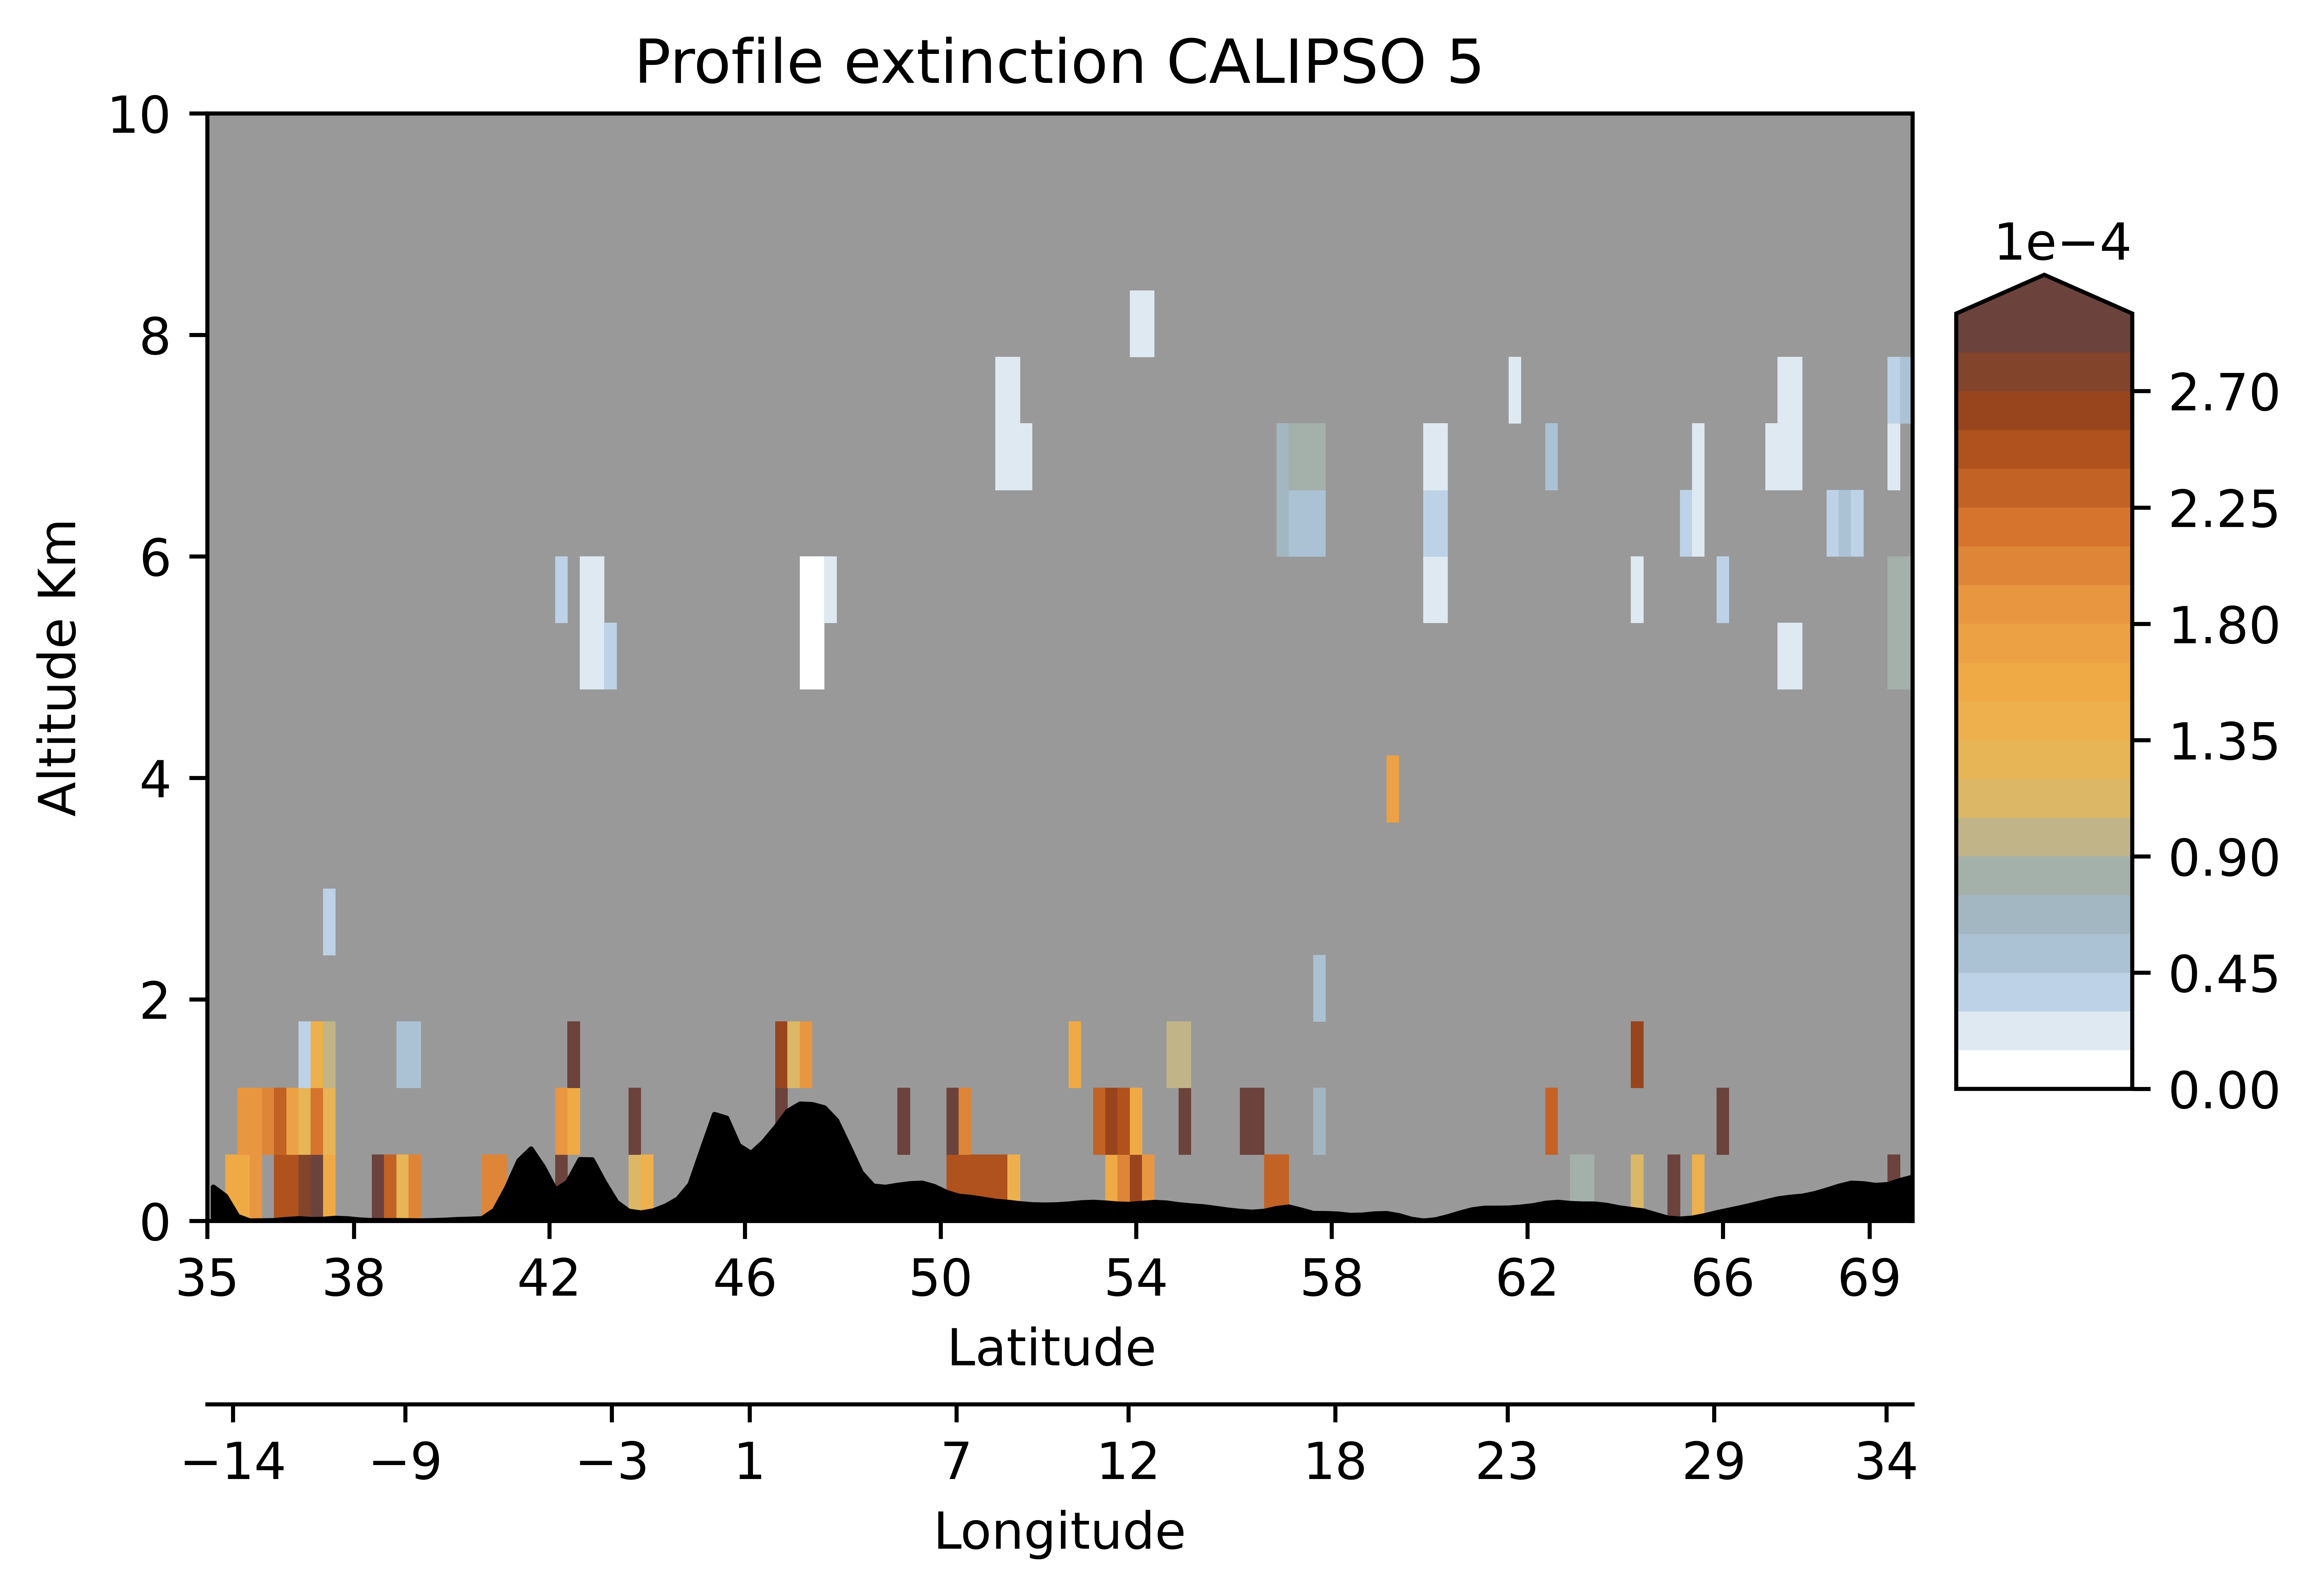 Profile extinction CALIPSO 5
10
8
6
4
2
0
Altitude Km
35 38 42 46 50 54 58 62 66 69
Latitude
−14 −9 −3 1 7 12 18 23 29 34
Longitude
1e−4
2.70
2.25
1.80
1.35
0.90
0.45
0.00